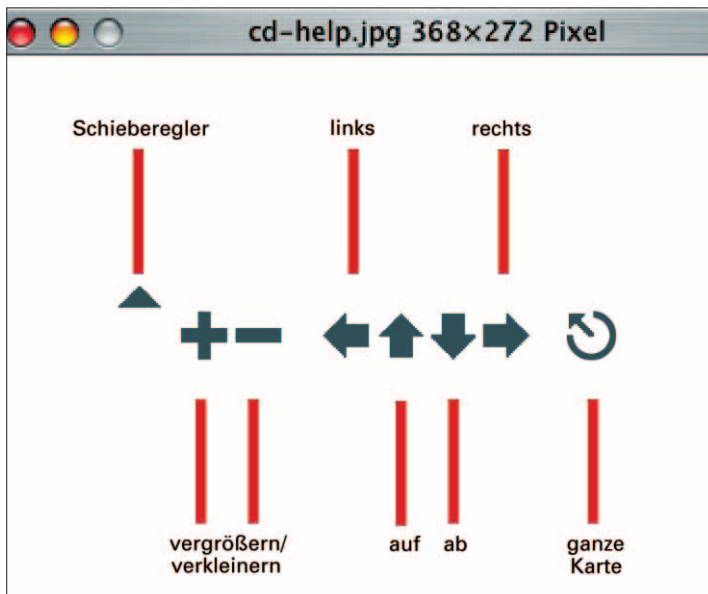 cd-help.jpg 368×272 Pixel
Schieberegler
links
rechts
vergrößern/
verkleinern
auf
ab
ganze
Karte